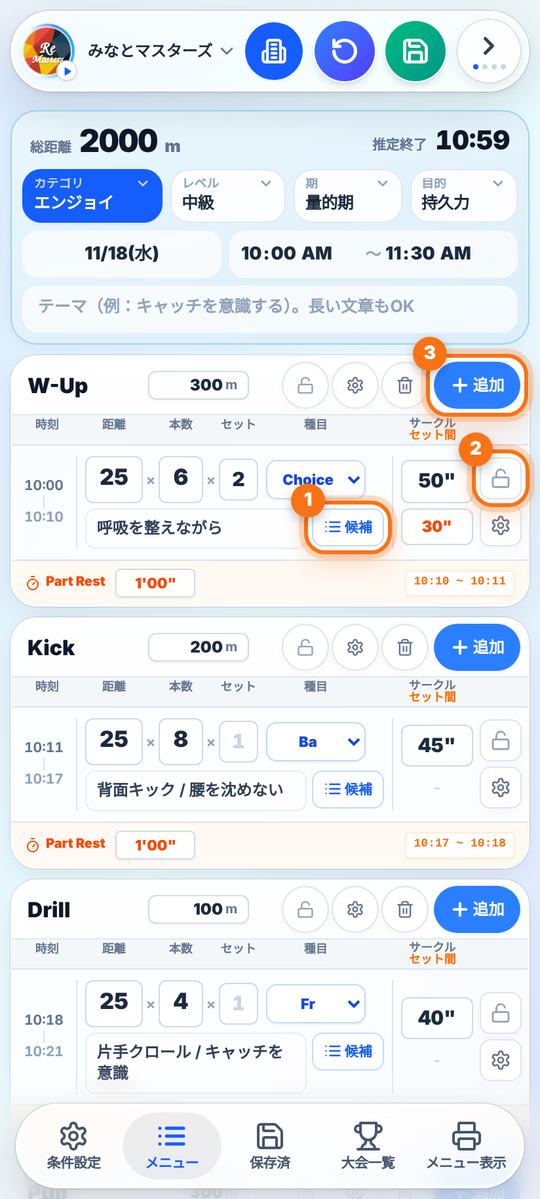 Re Masters みなとマスターズ
総距離 2000 m 推定終了 10:59
カテゴリ レベル 期 目的
エンジョイ 中級 量的期 持久力
11/18(水) 10:00 AM 〜 11:30 AM
テーマ（例：キャッチを意識する）。長い文章もOK
3
W-Up 300 m + 追加
時刻 距離 本数 セット 種目 サークル
セット間
2
10:00 25 × 6 × 2 Choice 50"
1
10:10 呼吸を整えながら 候補 30"
Part Rest 1'00" 10:10 ~ 10:11
Kick 200 m + 追加
時刻 距離 本数 セット 種目 サークル
セット間
10:11 25 × 8 × 1 Ba 45"
10:17 背面キック / 腰を沈めない 候補 -
Part Rest 1'00" 10:17 ~ 10:18
Drill 100 m + 追加
時刻 距離 本数 セット 種目 サークル
セット間
10:18 25 × 4 × 1 Fr 40"
10:21 片手クロール / キャッチを 候補 -
意識
条件設定 メニュー 保存済 大会一覧 メニュー表示
Pull 300 m